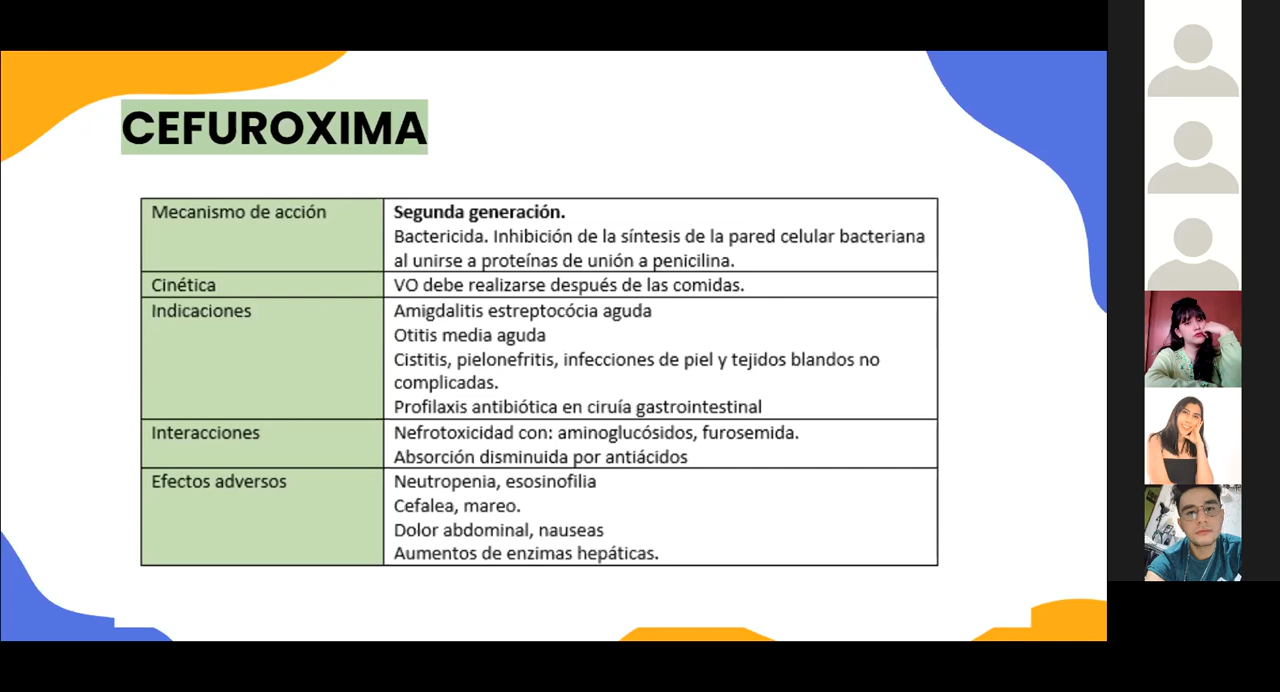 CEFUROXIMA
Mecanismo de acción
Segunda generación.
Bactericida. Inhibición de la síntesis de la pared celular bacteriana
al unirse a proteínas de unión a penicilina.
Cinética
VO debe realizarse después de las comidas.
Indicaciones
Amigdalitis estreptocócia aguda
Otitis media aguda
Cistitis, pielonefritis, infecciones de piel y tejidos blandos no
complicadas.
Profilaxis antibiótica en ciruía gastrointestinal
Interacciones
Nefrotoxicidad con: aminoglucósidos, furosemida.
Absorción disminuida por antiácidos
Efectos adversos
Neutropenia, esosinofilia
Cefalea, mareo.
Dolor abdominal, nauseas
Aumentos de enzimas hepáticas.